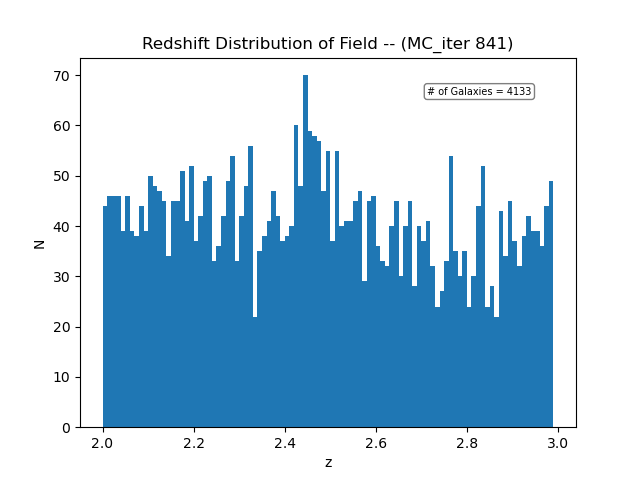 Redshift Distribution of Field -- (MC_iter 841)
# of Galaxies = 4133
70
60
50
40
30
20
10
0
N
2.0 2.2 2.4 2.6 2.8 3.0
z